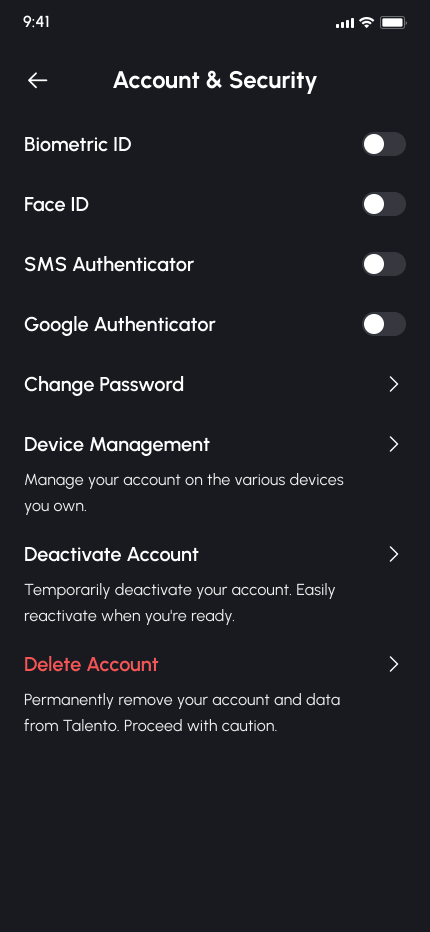 9:41
Account & Security
Biometric ID
Face ID
SMS Authenticator
Google Authenticator
Change Password
Device Management
Manage your account on the various devices
you own.
Deactivate Account
Temporarily deactivate your account. Easily
reactivate when you're ready.
Delete Account
Permanently remove your account and data
from Talento. Proceed with caution.